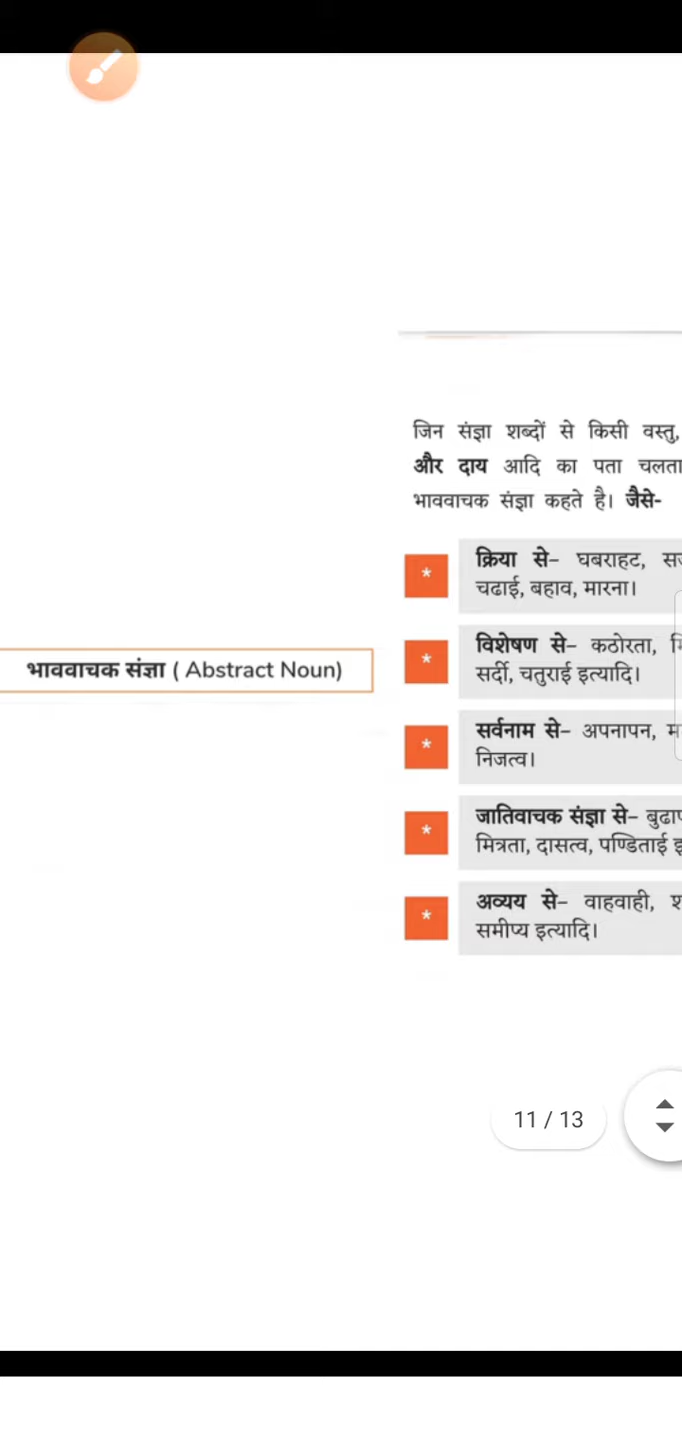 जिन संज्ञा शब्दों से किसी वस्तु,
और दाय आदि का पता चलता
भाववाचक संज्ञा कहते है। जैसे-
* क्रिया से– घबराहट,
चढाई, बहाव, मारना।
भाववाचक संज्ञा ( Abstract Noun)
* विशेषण से– कठोरता,
सर्दी, चतुराई इत्यादि।
* सर्वनाम से– अपनापन,
निजत्व।
* जातिवाचक संज्ञा से–
मित्रता, दासत्व, पण्डिताई
* अव्यय से– वाहवाही,
समीप्य इत्यादि।
11 / 13